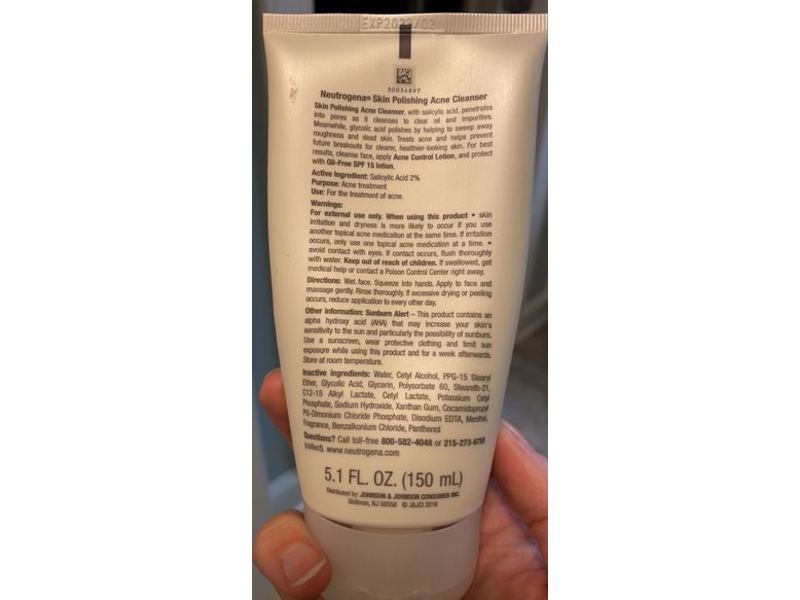 EXP2023/02
30034897
Neutrogena® Skin Polishing Acne Cleanser
Skin Polishing Acne Cleanser, with salicylic acid, penetrates
into pores as it cleanses to clear oil and impurities.
Meanwhile, glycolic acid polishes by helping to sweep away
roughness and dead skin. Treats acne and helps prevent
future breakouts for clearer, healthier-looking skin. For best
results, cleanse face, apply Acne Control Lotion, and protect
with Oil-Free SPF 15 lotion.
Active Ingredient: Salicylic Acid 2%
Purpose: Acne treatment
Use: For the treatment of acne.
Warnings:
For external use only. When using this product • skin
irritation and dryness is more likely to occur if you use
another topical acne medication at the same time. If irritation
occurs, only use one topical acne medication at a time. •
avoid contact with eyes. If contact occurs, flush thoroughly
with water. Keep out of reach of children. If swallowed, get
medical help or contact a Poison Control Center right away.
Directions: Wet face. Squeeze into hands. Apply to face and
massage gently. Rinse thoroughly. If excessive drying or peeling
occurs, reduce application to every other day.
Other information: Sunburn Alert – This product contains an
alpha hydroxy acid (AHA) that may increase your skin's
sensitivity to the sun and particularly the possibility of sunburn.
Use a sunscreen, wear protective clothing and limit sun
exposure while using this product and for a week afterwards.
Store at room temperature.
Inactive ingredients: Water, Cetyl Alcohol, PPG-15 Stearyl
Ether, Glycolic Acid, Glycerin, Polysorbate 60, Steareth-21,
C12-15 Alkyl Lactate, Cetyl Lactate, Potassium Cetyl
Phosphate, Sodium Hydroxide, Xanthan Gum, Cocamidopropyl
PG-Dimonium Chloride Phosphate, Disodium EDTA, Menthol,
Fragrance, Benzalkonium Chloride, Panthenol
Questions? Call toll-free 800-582-4048 or 215-273-8755
(collect). www.neutrogena.com
5.1 FL. OZ. (150 mL)
Distributed by: JOHNSON & JOHNSON CONSUMER INC.
Skillman, NJ 08558 © J&JCI 2018